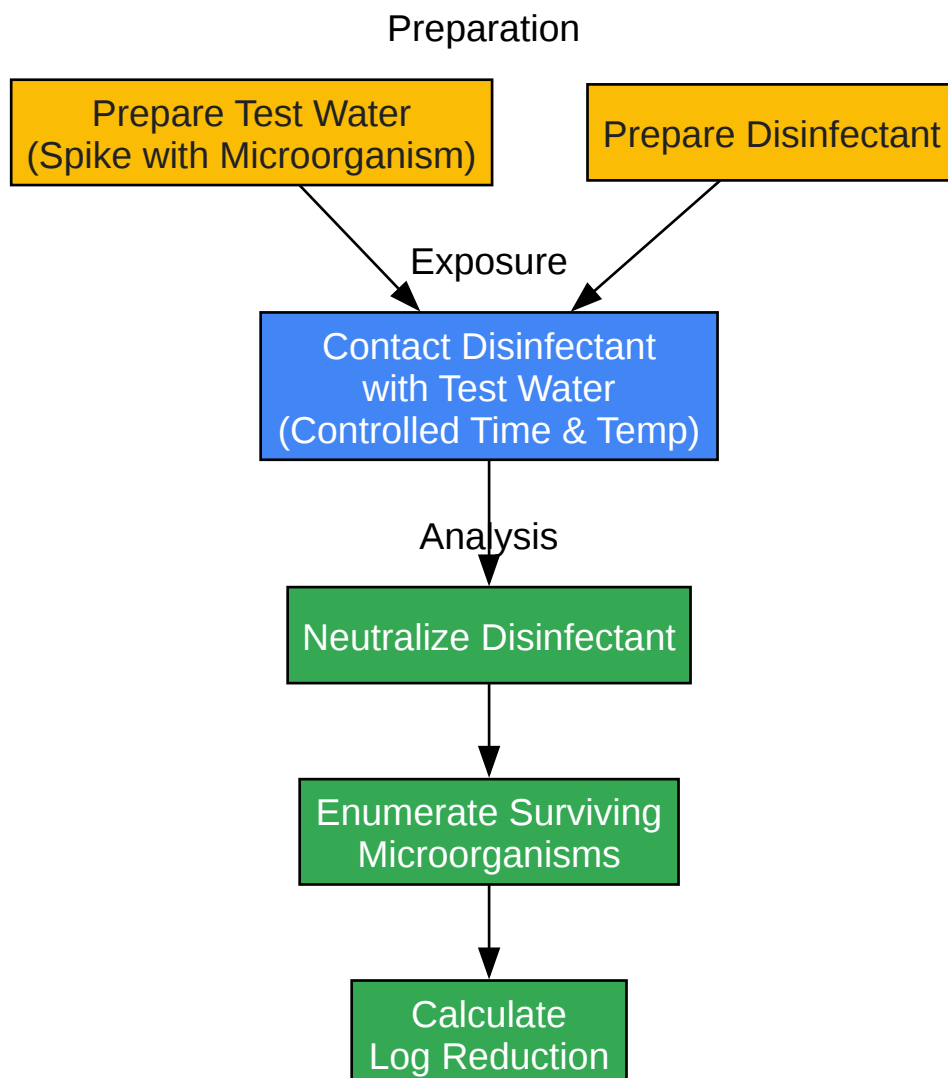 Preparation
Prepare Test Water
(Spike with Microorganism)
Prepare Disinfectant
Exposure
Contact Disinfectant
with Test Water
(Controlled Time & Temp)
Analysis
Neutralize Disinfectant
Enumerate Surviving
Microorganisms
Calculate
Log Reduction